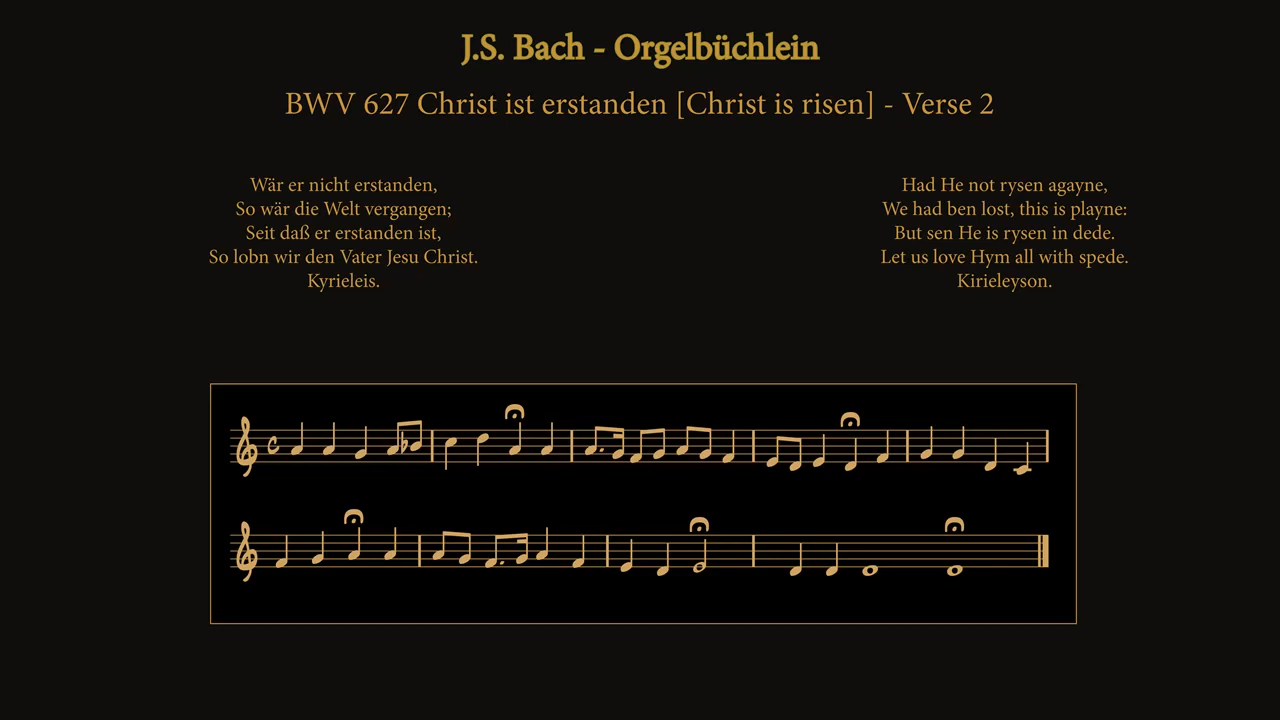 J.S. Bach - Orgelbüchlein
BWV 627 Christ ist erstanden [Christ is risen] - Verse 2
Wär er nicht erstanden,
So wär die Welt vergangen;
Seit daß er erstanden ist,
So lobn wir den Vater Jesu Christ.
Kyrieleis.
Had He not rysen agayne,
We had ben lost, this is playne:
But sen He is rysen in dede.
Let us love Hym all with spede.
Kirieleyson.